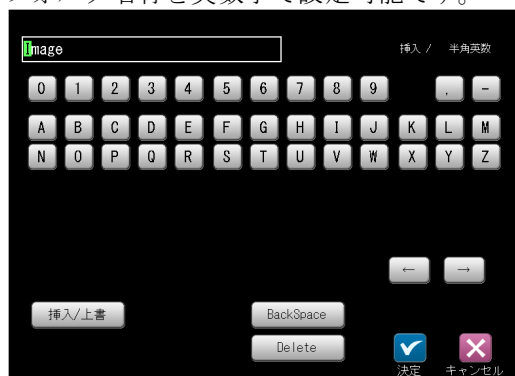 Image 挿入 / 半角英数
0 1 2 3 4 5 6 7 8 9 , -
A B C D E F G H I J K L M
N O P Q R S T U V W X Y Z
← →
挿入/上書 BackSpace
Delete
決定 キャンセル